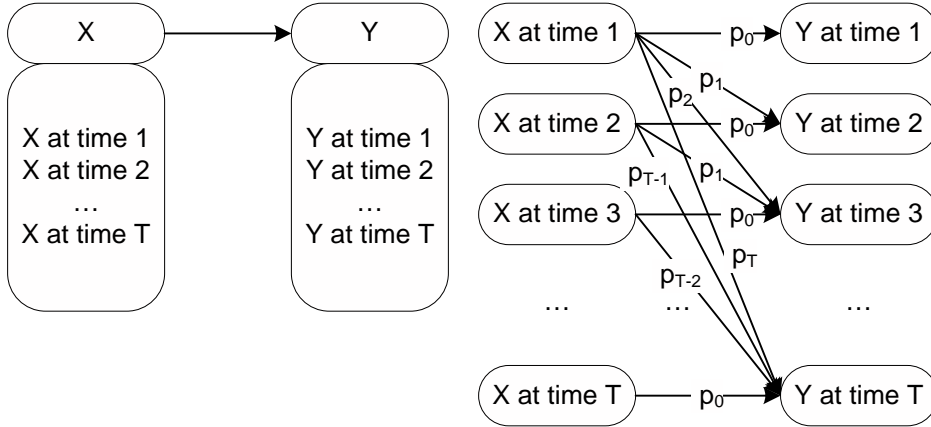 X
Y
X at time 1
X at time 2
...
X at time T
Y at time 1
Y at time 2
...
Y at time T
X at time 1
p0
Y at time 1
p1
p2
X at time 2
p0
Y at time 2
pT-1
p1
X at time 3
p0
Y at time 3
pT
pT-2
...
...
...
X at time T
p0
Y at time T